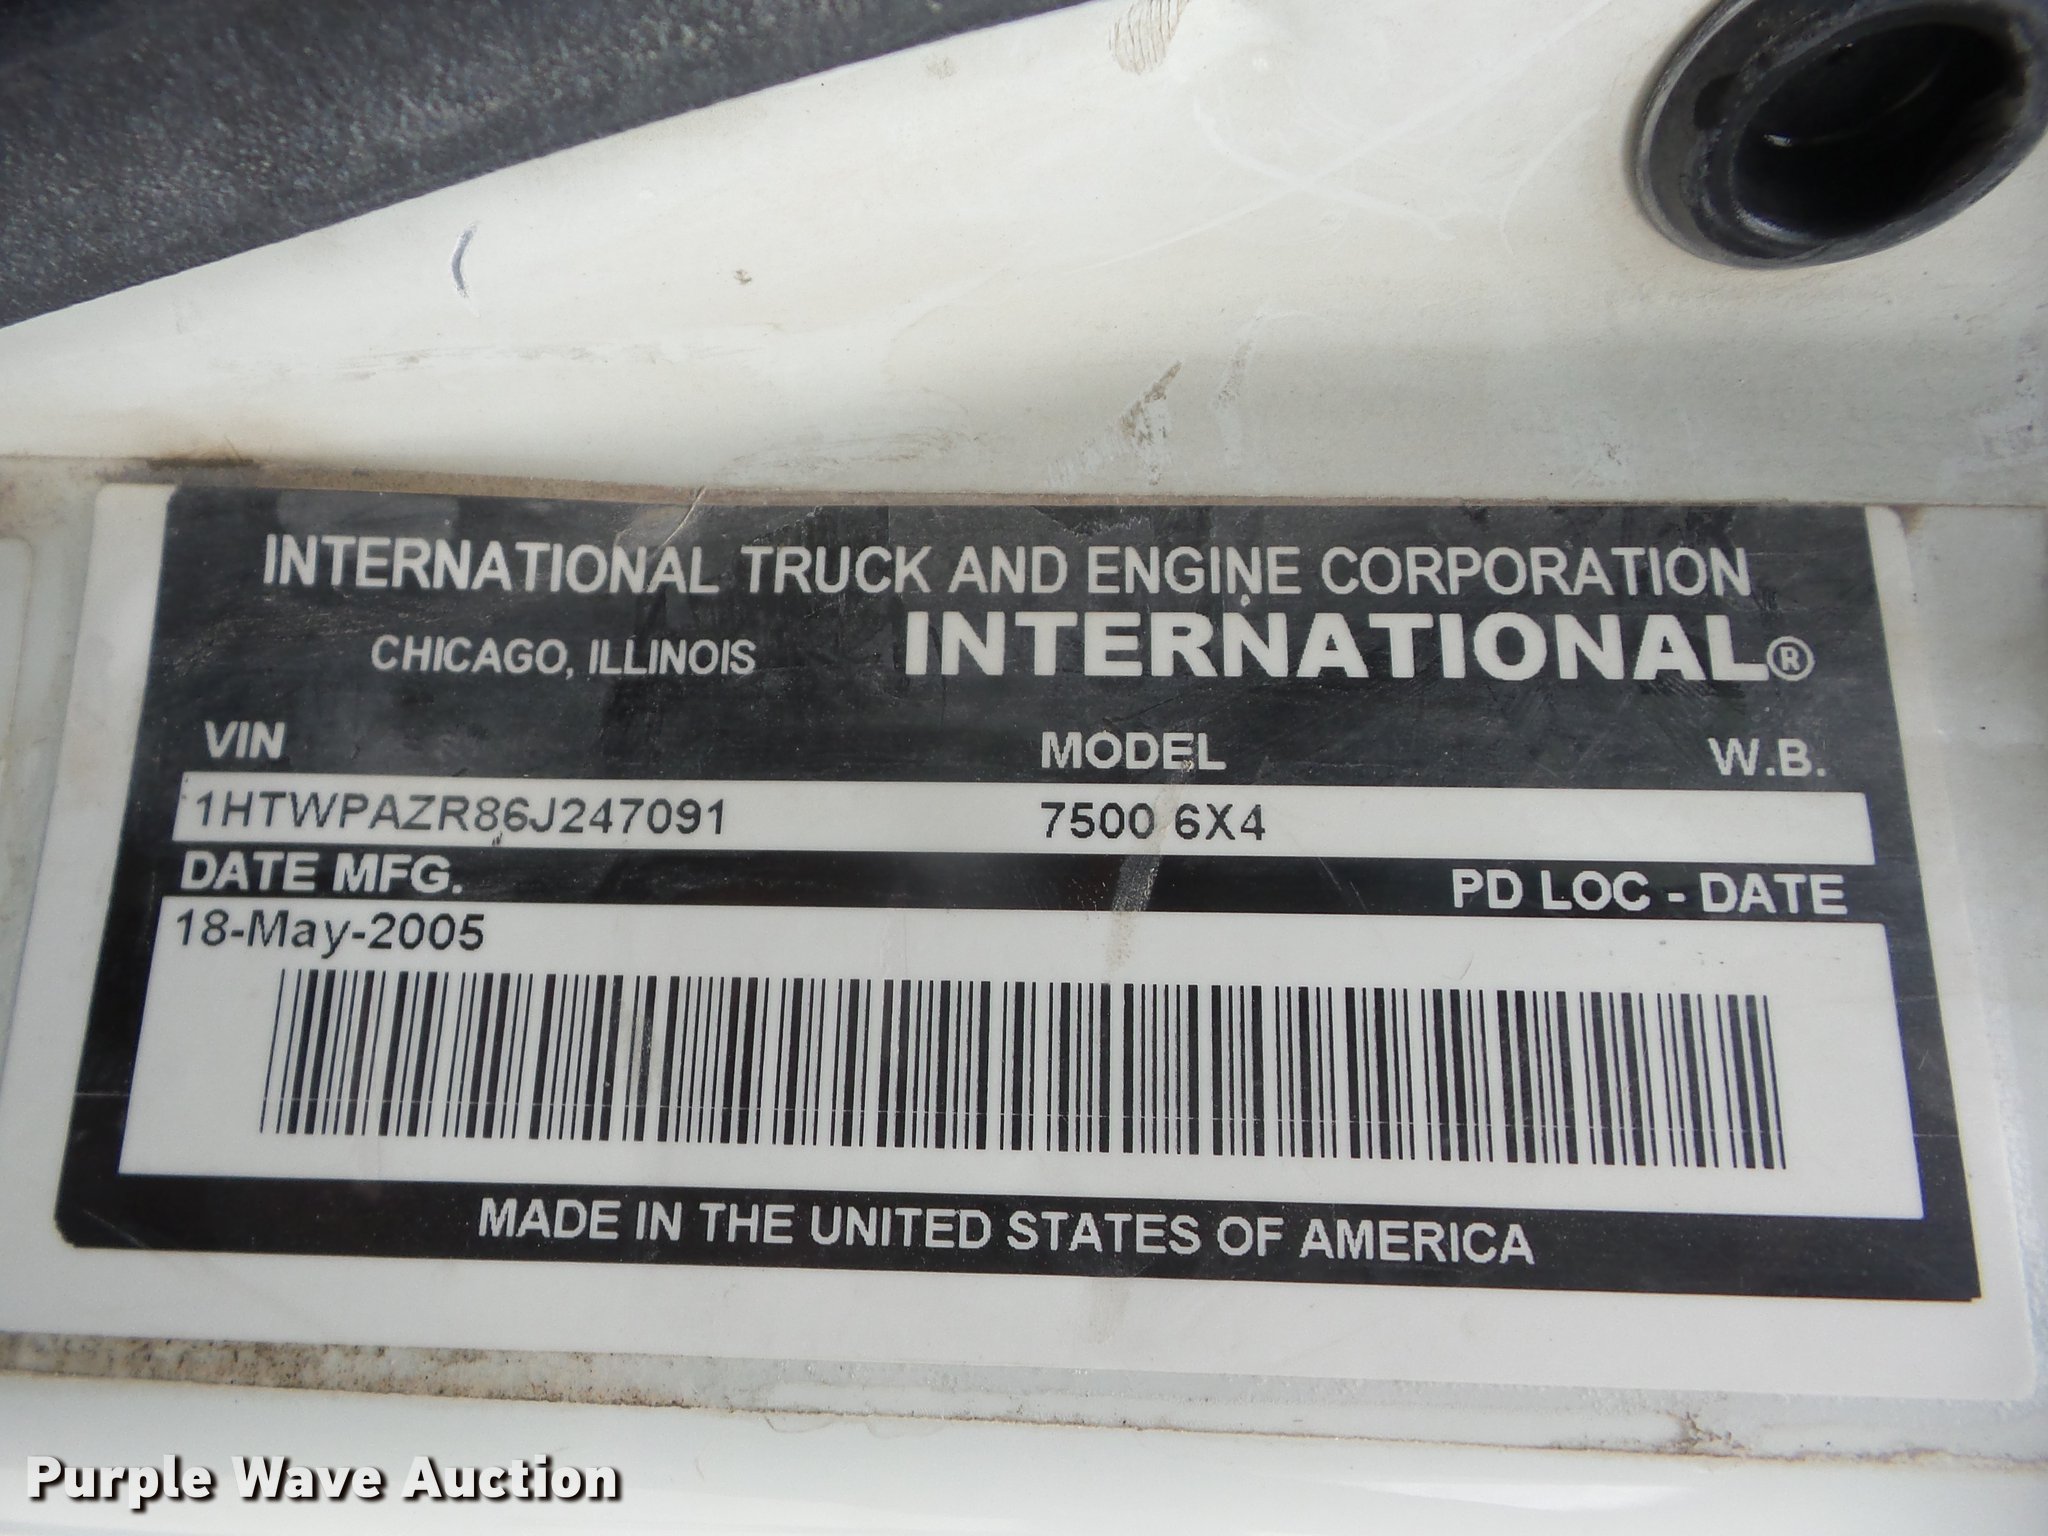 INTERNATIONAL TRUCK AND ENGINE CORPORATION
CHICAGO, ILLINOIS INTERNATIONAL®
VIN MODEL W.B.
1HTWPAZR86J247091 7500 6X4
DATE MFG. PD LOC - DATE
18-May-2005
MADE IN THE UNITED STATES OF AMERICA
Purple Wave Auction